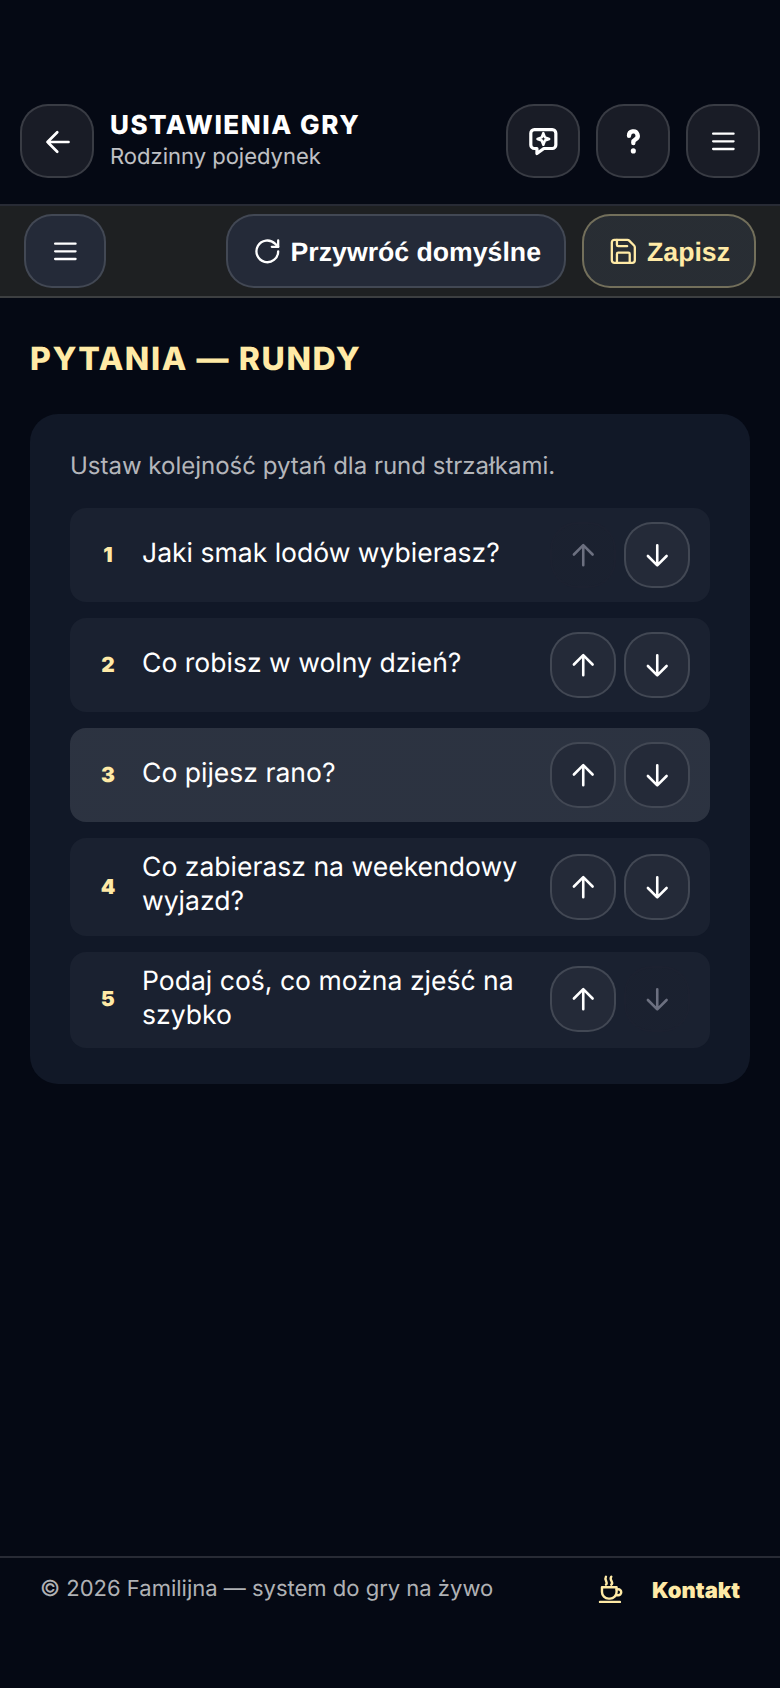 USTAWIENIA GRY
Rodzinny pojedynek
?
Przywróć domyślne
Zapisz
PYTANIA — RUNDY
Ustaw kolejność pytań dla rund strzałkami.
1 Jaki smak lodów wybierasz?
2 Co robisz w wolny dzień?
3 Co pijesz rano?
4 Co zabierasz na weekendowy
wyjazd?
5 Podaj coś, co można zjeść na
szybko
© 2026 Familijna — system do gry na żywo
Kontakt